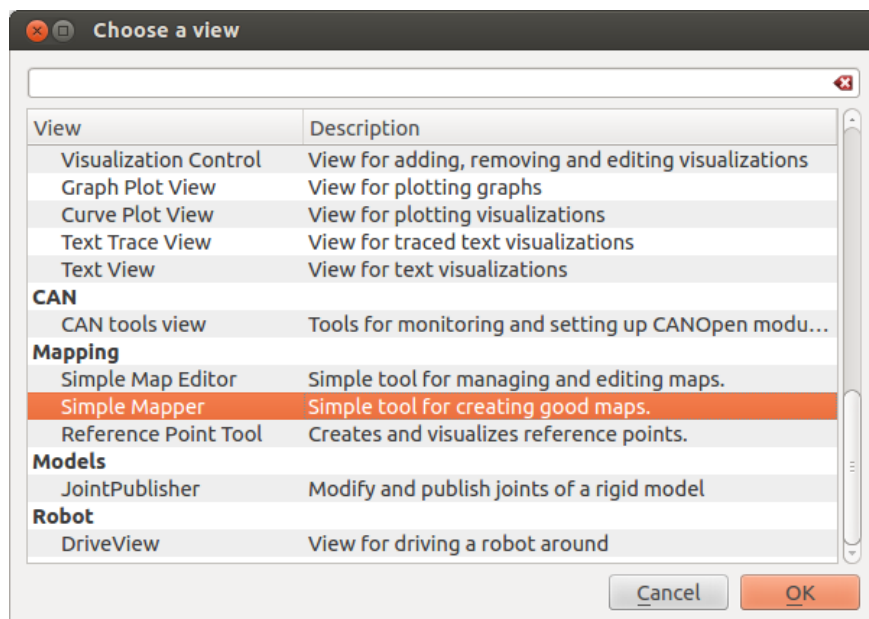 Choose a view
View Description
Visualization Control View for adding, removing and editing visualizations
Graph Plot View View for plotting graphs
Curve Plot View View for plotting visualizations
Text Trace View View for traced text visualizations
Text View View for text visualizations
CAN
CAN tools view Tools for monitoring and setting up CANOpen modu...
Mapping
Simple Map Editor Simple tool for managing and editing maps.
Simple Mapper Simple tool for creating good maps.
Reference Point Tool Creates and visualizes reference points.
Models
JointPublisher Modify and publish joints of a rigid model
Robot
DriveView View for driving a robot around
Cancel OK